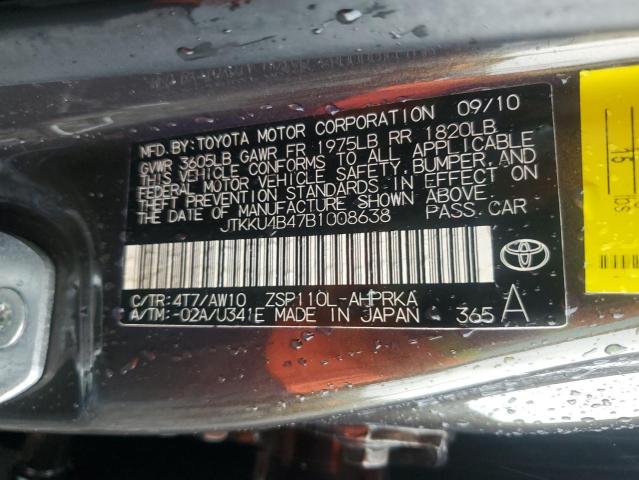 MFD.BY:TOYOTA MOTOR CORPORATION 09/10
GVWR 3605LB GAWR FR 1975LB RR 1820LB
THIS VEHICLE CONFORMS TO ALL APPLICABLE
FEDERAL MOTOR VEHICLE SAFETY, BUMPER, AND
THEFT PREVENTION STANDARDS IN EFFECT ON
THE DATE OF MANUFACTURE SHOWN ABOVE.
JTKKU4B47B1008638 PASS.CAR
C/TR:4T7/AW10 ZSP110L-AHPRKA
A/TM:-02A/U341E MADE IN JAPAN 365 A
15
lbs